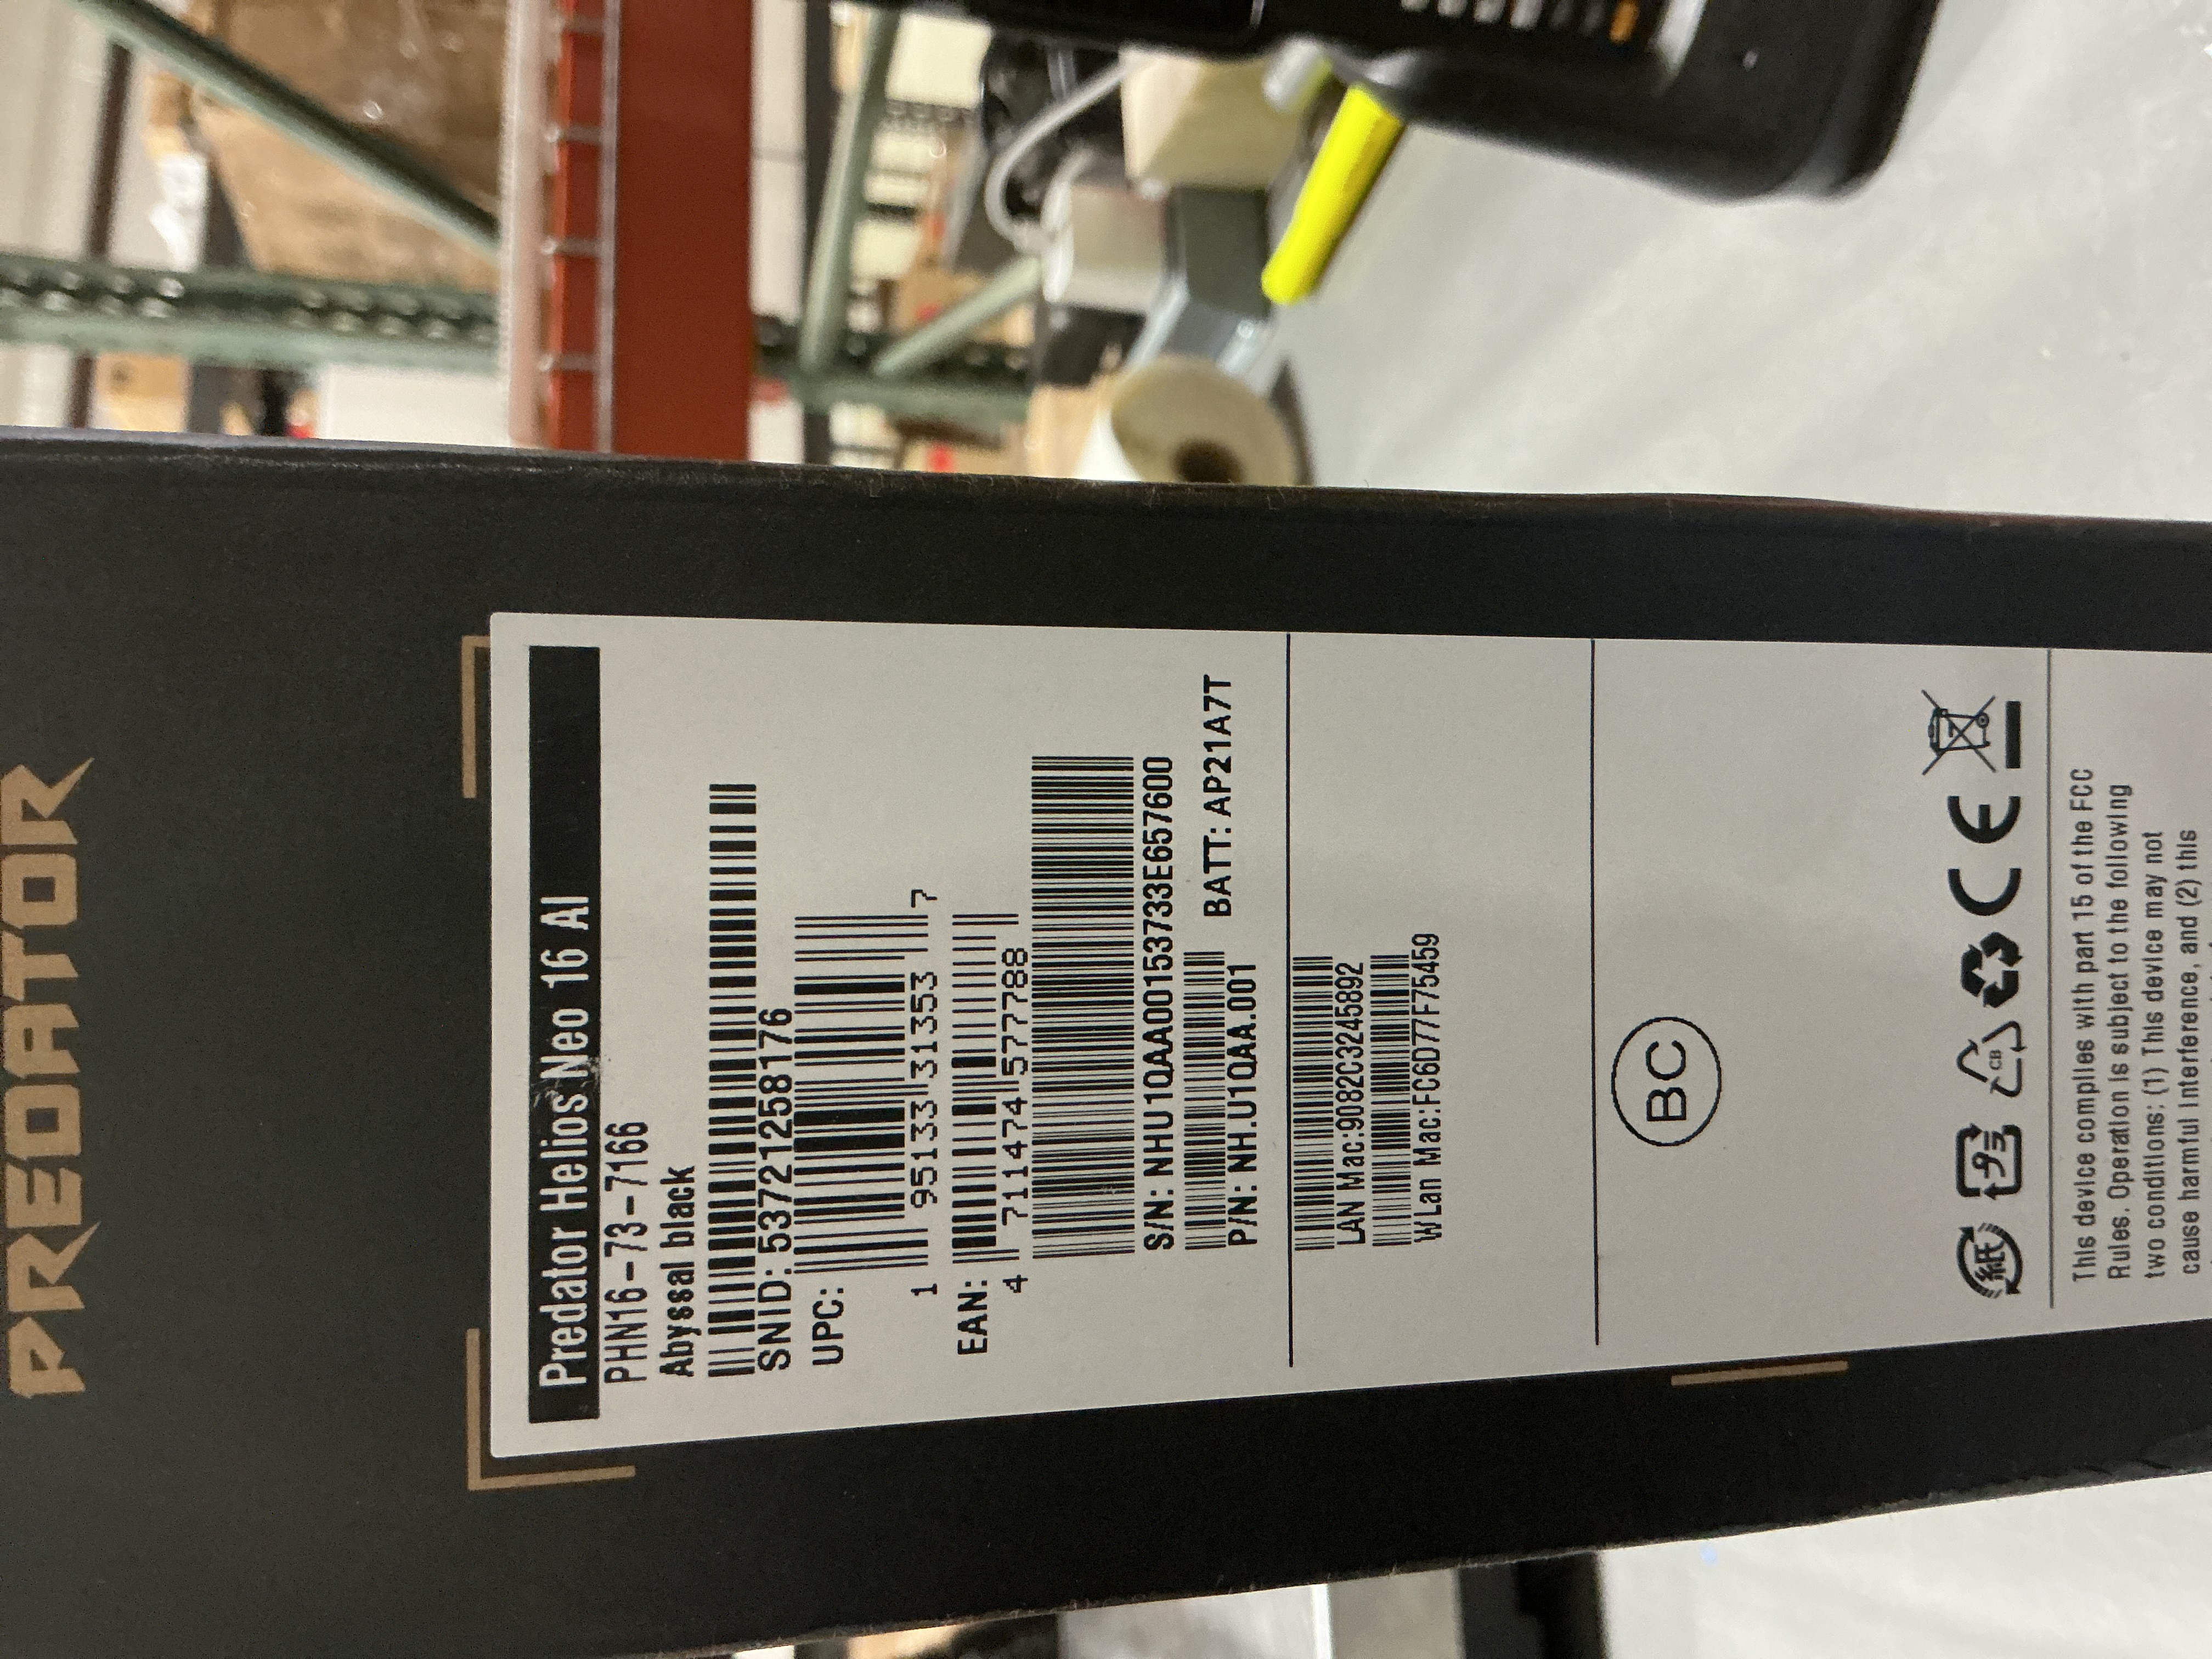 PREDATOR
Predator Helios Neo 16 AI
PHN16-73-7166
Abyssal black
SNID: 53721258176
UPC:
1 95133 31353 7
EAN:
4 711474 577788
S/N: NHU1QAA00153733E657600
P/N: NH.U1QAA.001 BATT: AP21A7T
LAN Mac:9082C3245892
WLan Mac:FC6D77F75459
BC
紙
CB
CE
This device complies with part 15 of the FCC
Rules. Operation is subject to the following
two conditions: (1) This device may not
cause harmful interference, and (2) this